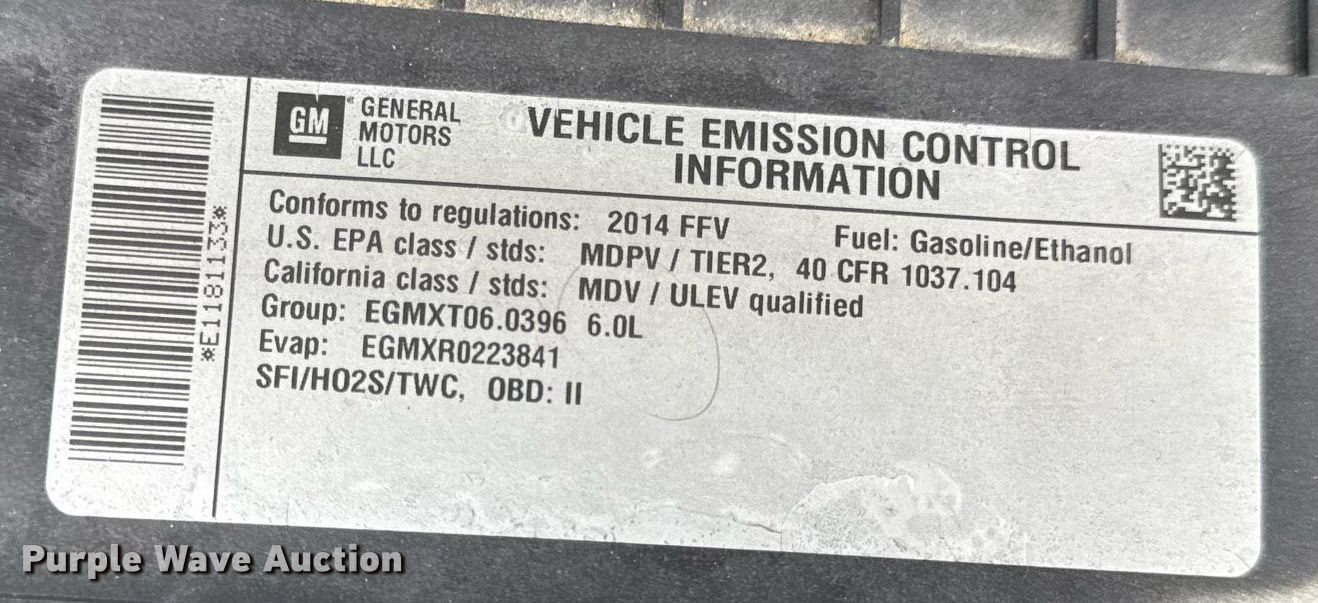 GM
GENERAL
MOTORS
LLC
VEHICLE EMISSION CONTROL
INFORMATION
Conforms to regulations: 2014 FFV Fuel: Gasoline/Ethanol
U.S. EPA class / stds: MDPV / TIER2, 40 CFR 1037.104
California class / stds: MDV / ULEV qualified
Group: EGMXT06.0396 6.0L
Evap: EGMXR0223841
SFI/HO2S/TWC, OBD: II
*E11811133*
Purple Wave Auction